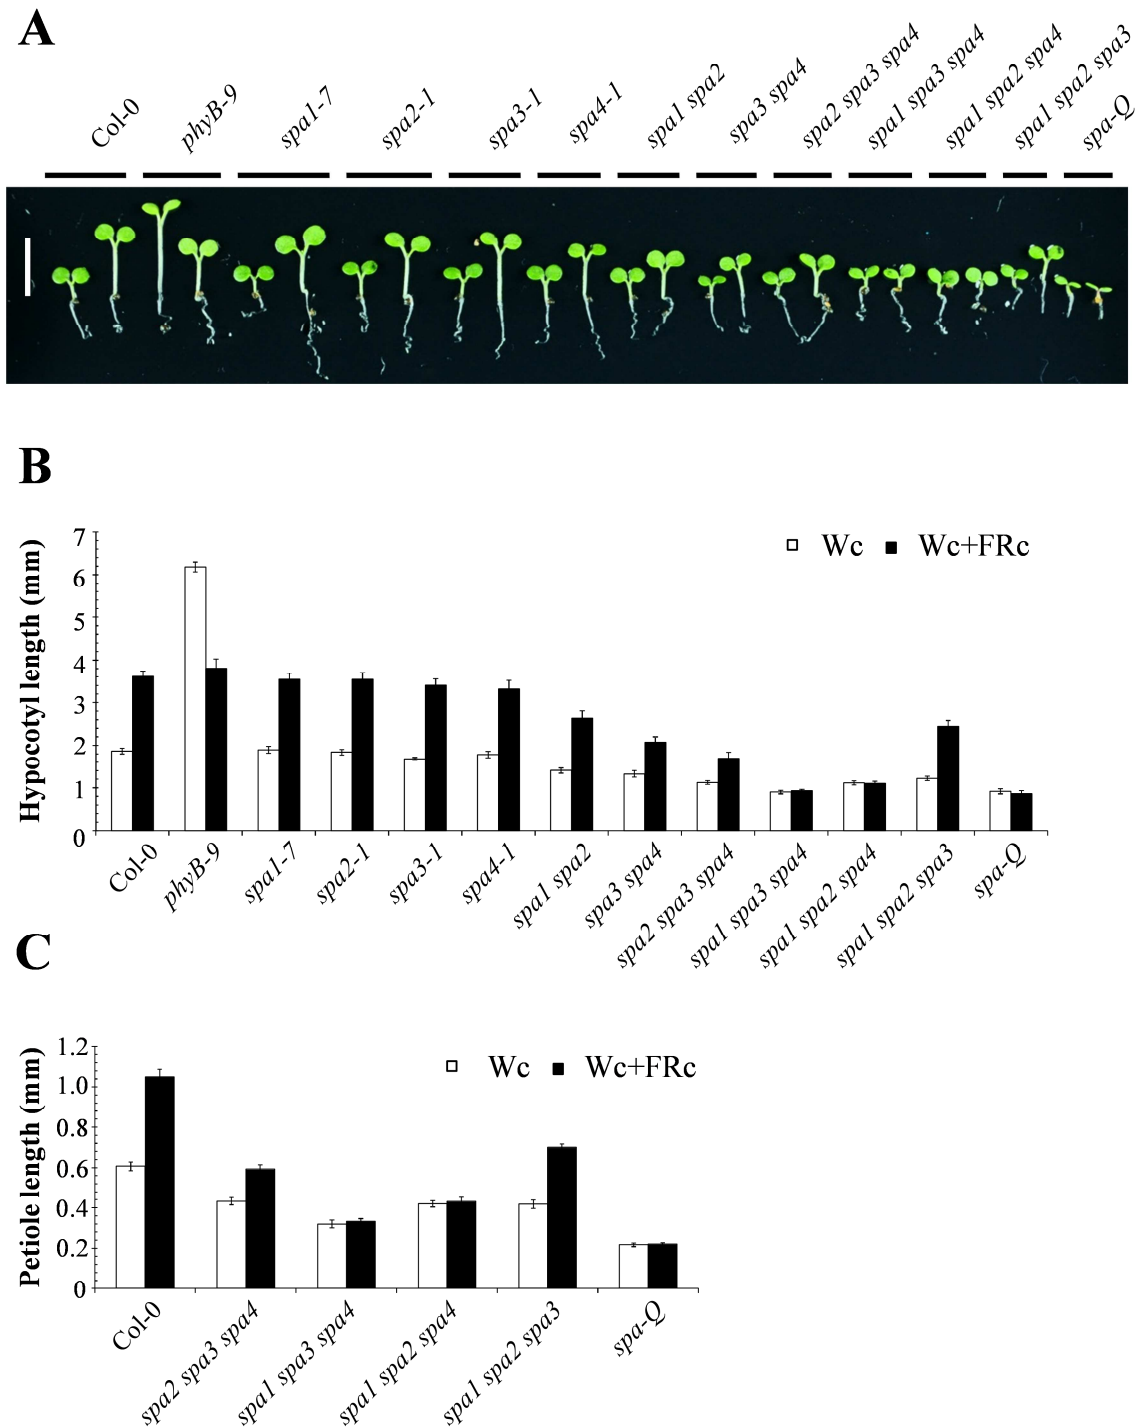 A
Col-0
phyB-9
spa1-7
spa2-1
spa3-1
spa4-1
spa1 spa2
spa3 spa4
spa2 spa3 spa4
spa1 spa3 spa4
spa1 spa2 spa4
spa1 spa2 spa3
spa-Q
B
Hypocotyl length (mm)
7
6
5
4
3
2
1
0
Wc Wc+FRc
Col-0
phyB-9
spa1-7
spa2-1
spa3-1
spa4-1
spa1 spa2
spa3 spa4
spa2 spa3 spa4
spa1 spa3 spa4
spa1 spa2 spa4
spa1 spa2 spa3
spa-Q
C
Petiole length (mm)
1.2
1.0
0.8
0.6
0.4
0.2
0
Wc Wc+FRc
Col-0
spa2 spa3 spa4
spa1 spa3 spa4
spa1 spa2 spa4
spa1 spa2 spa3
spa-Q